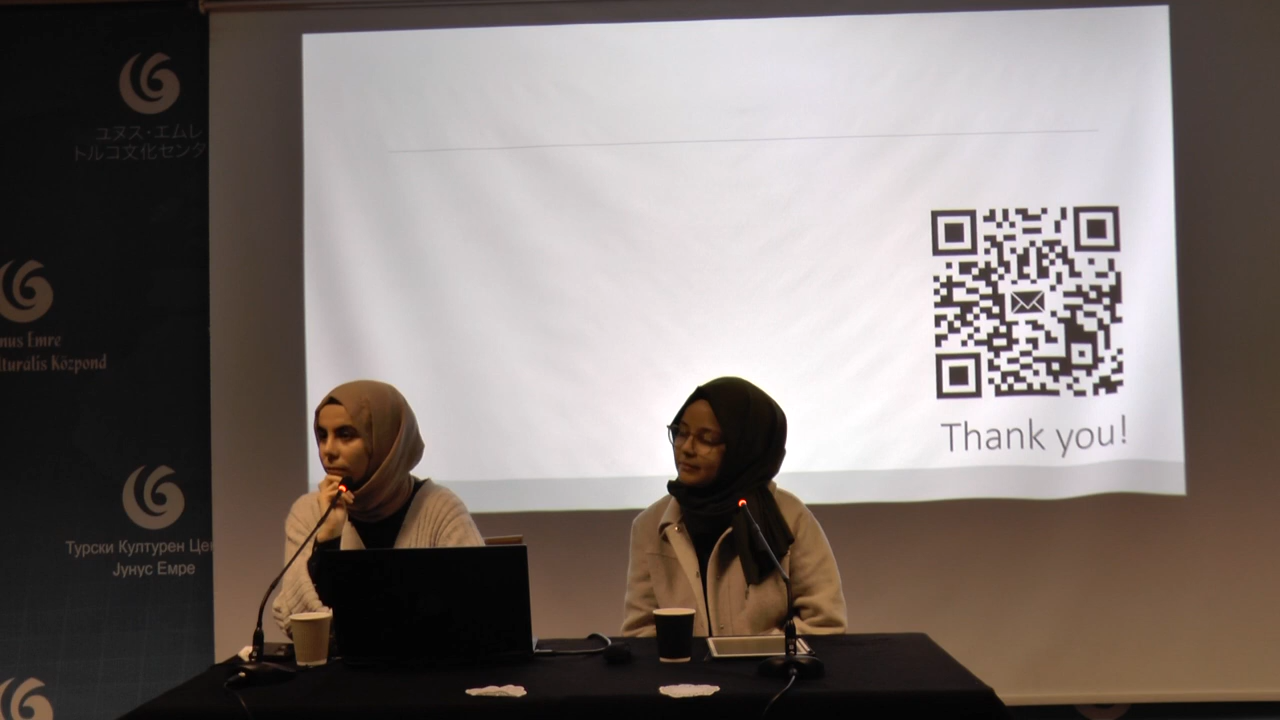 ユヌス・エムレ
トルコ文化センタ
nus Emre
lturális Központ
Турски Културен Це
Јунус Емре
Thank you!